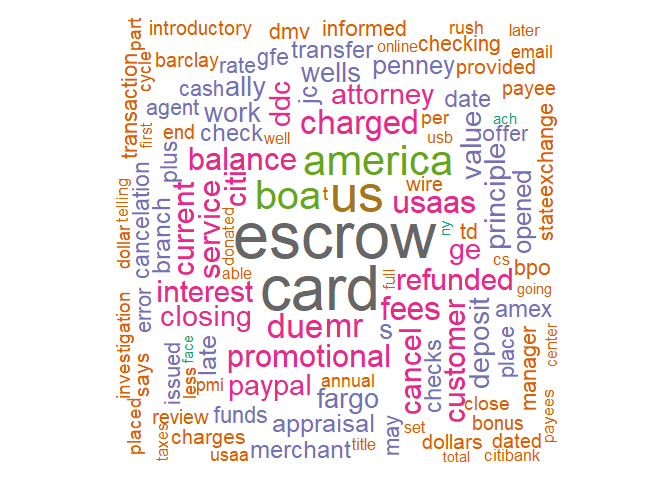 introductory
dmv
informed
rush
later
part
gfe
transfer
online
checking
email
barclay
rate
wells
penney
provided
transaction
cycle
cash
ally
ddc
jc
attorney
date
payee
agent
work
charged
per
value
ach
first
end
check
well
usb
offer
stateexchange
plus
balance
america
principle
opened
citi
boa
t
us
wire
usaas
telling
dollar
cancelation
branch
current
service
donated
escrow
ny
td
ge
cs
bpo
able
card
full
refunded
going
interest
error
investigation
closing
due
mr
fees
s
deposit
amex
face
promotional
cancel
customer
place
manager
center
says
issued
less
late
pmi
paypal
annual
fargo
checks
close
placed
review
funds
appraisal
may
set
bonus
payees
taxes
charges
usaa
merchant
title
dollars
dated
total
citibank